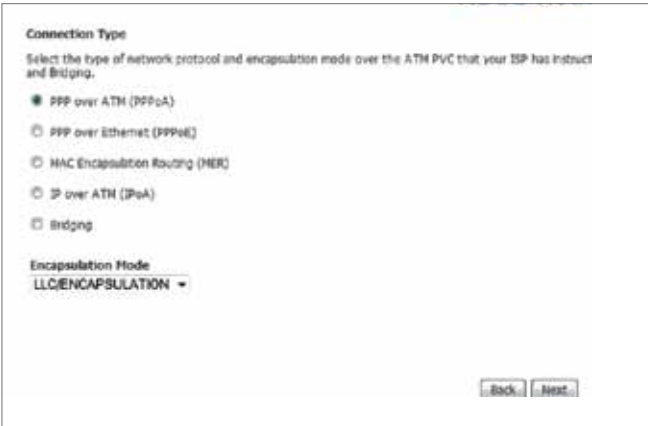 Connection Type
Select the type of network protocol and encapsulation mode over the ATM PVC that your ISP has instruct
and Bridging.
PPP over ATM (PPPoA)
PPP over Ethernet (PPPoE)
MAC Encapsulation Routing (MER)
IP over ATM (IPoA)
Bridging
Encapsulation Mode
LLC/ENCAPSULATION
Back Next